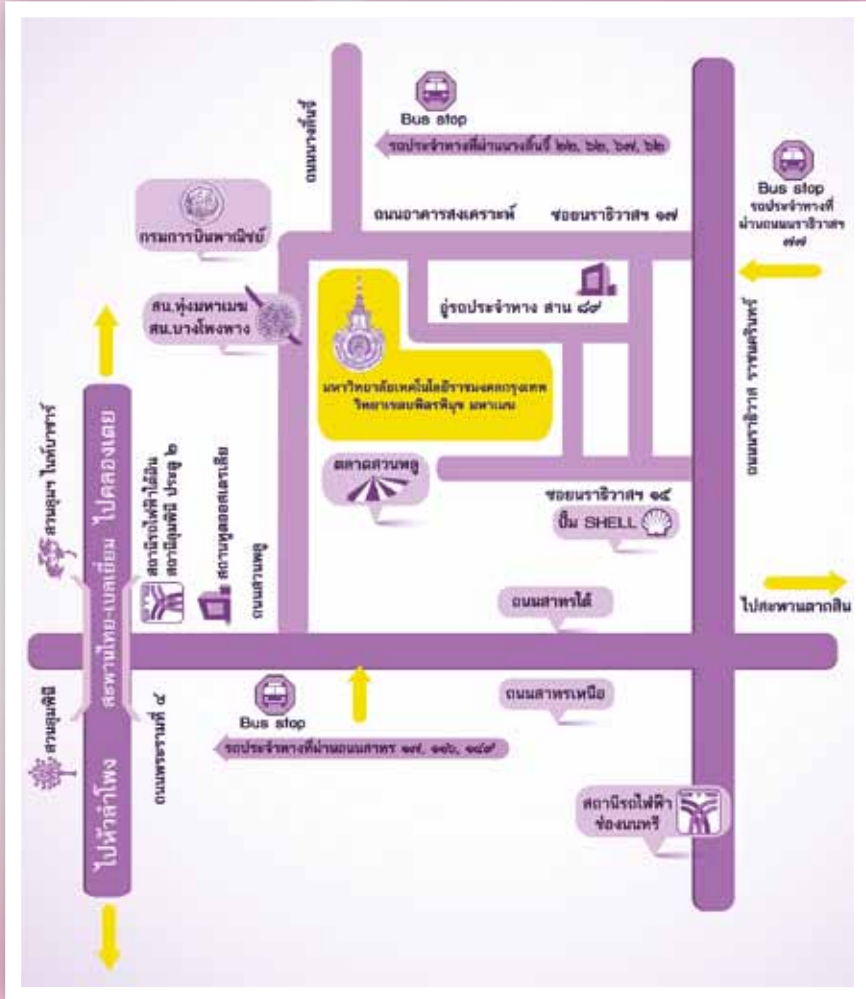 ถนนนางลิ้นจี่
Bus stop
รถประจำทางที่ผ่านนางลิ้นจี่ ๒๒, ๖๒, ๖๗, ๖๒
Bus stop
รถประจำทางที่
ผ่านถนนนราธิวาสฯ
๗๗
กรมการบินพาณิชย์
ถนนอาคารสงเคราะห์
ซอยนราธิวาสฯ ๑๗
สน.ทุ่งมหาเมฆ
สน.บางโพงพาง
อู่รถประจำทาง สาย ๘๙
มหาวิทยาลัยเทคโนโลยีราชมงคลกรุงเทพ
วิทยาเขตบพิตรพิมุข มหาเมฆ
ถนนนราธิวาส ราชนครินทร์
สวนลุมฯ ไนท์บาซาร์
ไปคลองเตย
สะพานไทย-เบลเยี่ยม
สถานีรถไฟฟ้าใต้ดิน
สถานีลุมพินี ประตู ๒
สถานทูตออสเตรเลีย
ถนนสวนพลู
ตลาดสวนพลู
ซอยนราธิวาสฯ ๑๕
ปั๊ม SHELL
ถนนสาทรใต้
ไปสะพานตากสิน
สวนลุมพินี
ไปหัวลำโพง
ถนนพระรามที่ ๔
Bus stop
รถประจำทางที่ผ่านถนนสาทร ๑๗, ๑๑๖, ๑๘๙
ถนนสาทรเหนือ
สถานีรถไฟฟ้า
ช่องนนทรี